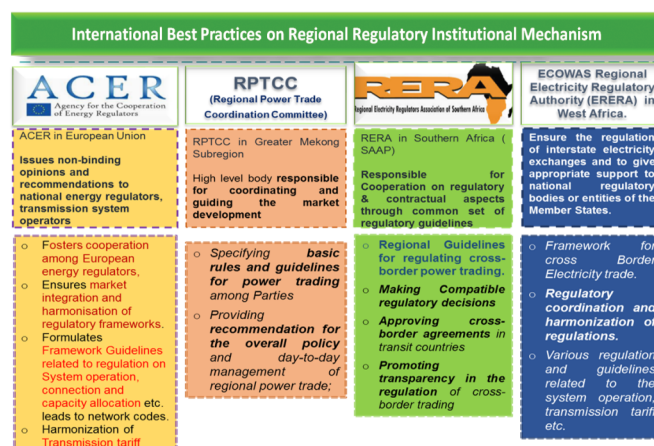 International Best Practices on Regional Regulatory Institutional Mechanism
ACER
Agency for the Cooperation
of Energy Regulators
ACER in European Union
Issues non-binding
opinions and
recommendations to
national energy regulators,
transmission system
operators
o Fosters cooperation
among European
energy regulators,
o Ensures market
integration and
harmonisation of
regulatory frameworks.
o Formulates
Framework Guidelines
related to regulation on
System operation,
connection and
capacity allocation etc.
leads to network codes.
o Harmonization of
Transmission tariff
RPTCC
(Regional Power Trade
Coordination Committee)
RPTCC in Greater Mekong
Subregion
High level body responsible
for coordinating and
guiding the market
development
o Specifying basic
rules and guidelines
for power trading
among Parties
o Providing
recommendation for
the overall policy
and day-to-day
management of
regional power trade;
RERA
Regional Electricity Regulators Association of Southern Africa
RERA in Southern Africa (
SAAP)
Responsible for
Cooperation on regulatory
& contractual aspects
through common set of
regulatory guidelines
o Regional Guidelines
for regulating cross-
border power trading.
o Making Compatible
regulatory decisions
o Approving cross-
border agreements in
transit countries
o Promoting
transparency in the
regulation of cross-
border trading
ECOWAS Regional
Electricity Regulatory
Authority (ERERA) in
West Africa.
Ensure the regulation
of interstate electricity
exchanges and to give
appropriate support to
national regulatory
bodies or entities of the
Member States.
o Framework for
cross Border
Electricity trade.
o Regulatory
coordination and
harmonization of
regulations.
o Various regulation
and guidelines
related to the
system operation,
transmission tariff
etc.